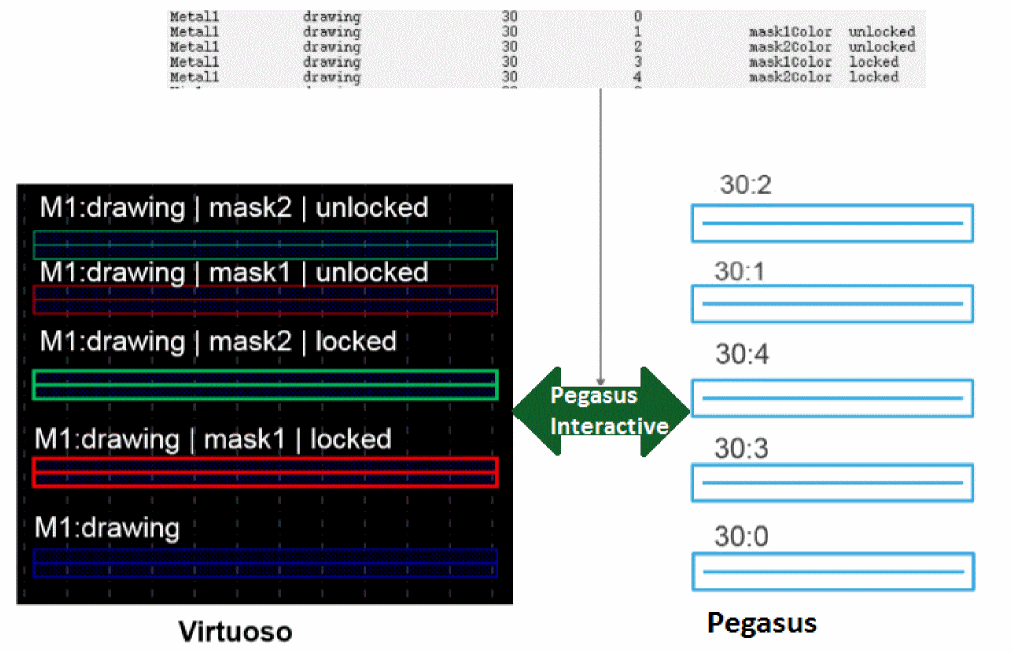 Metal1 drawing 30 0
Metal1 drawing 30 1 mask1Color unlocked
Metal1 drawing 30 2 mask2Color unlocked
Metal1 drawing 30 3 mask1Color locked
Metal1 drawing 30 4 mask2Color locked
M1:drawing | mask2 | unlocked
M1:drawing | mask1 | unlocked
M1:drawing | mask2 | locked
M1:drawing | mask1 | locked
M1:drawing
Virtuoso
Pegasus
Interactive
30:2
30:1
30:4
30:3
30:0
Pegasus